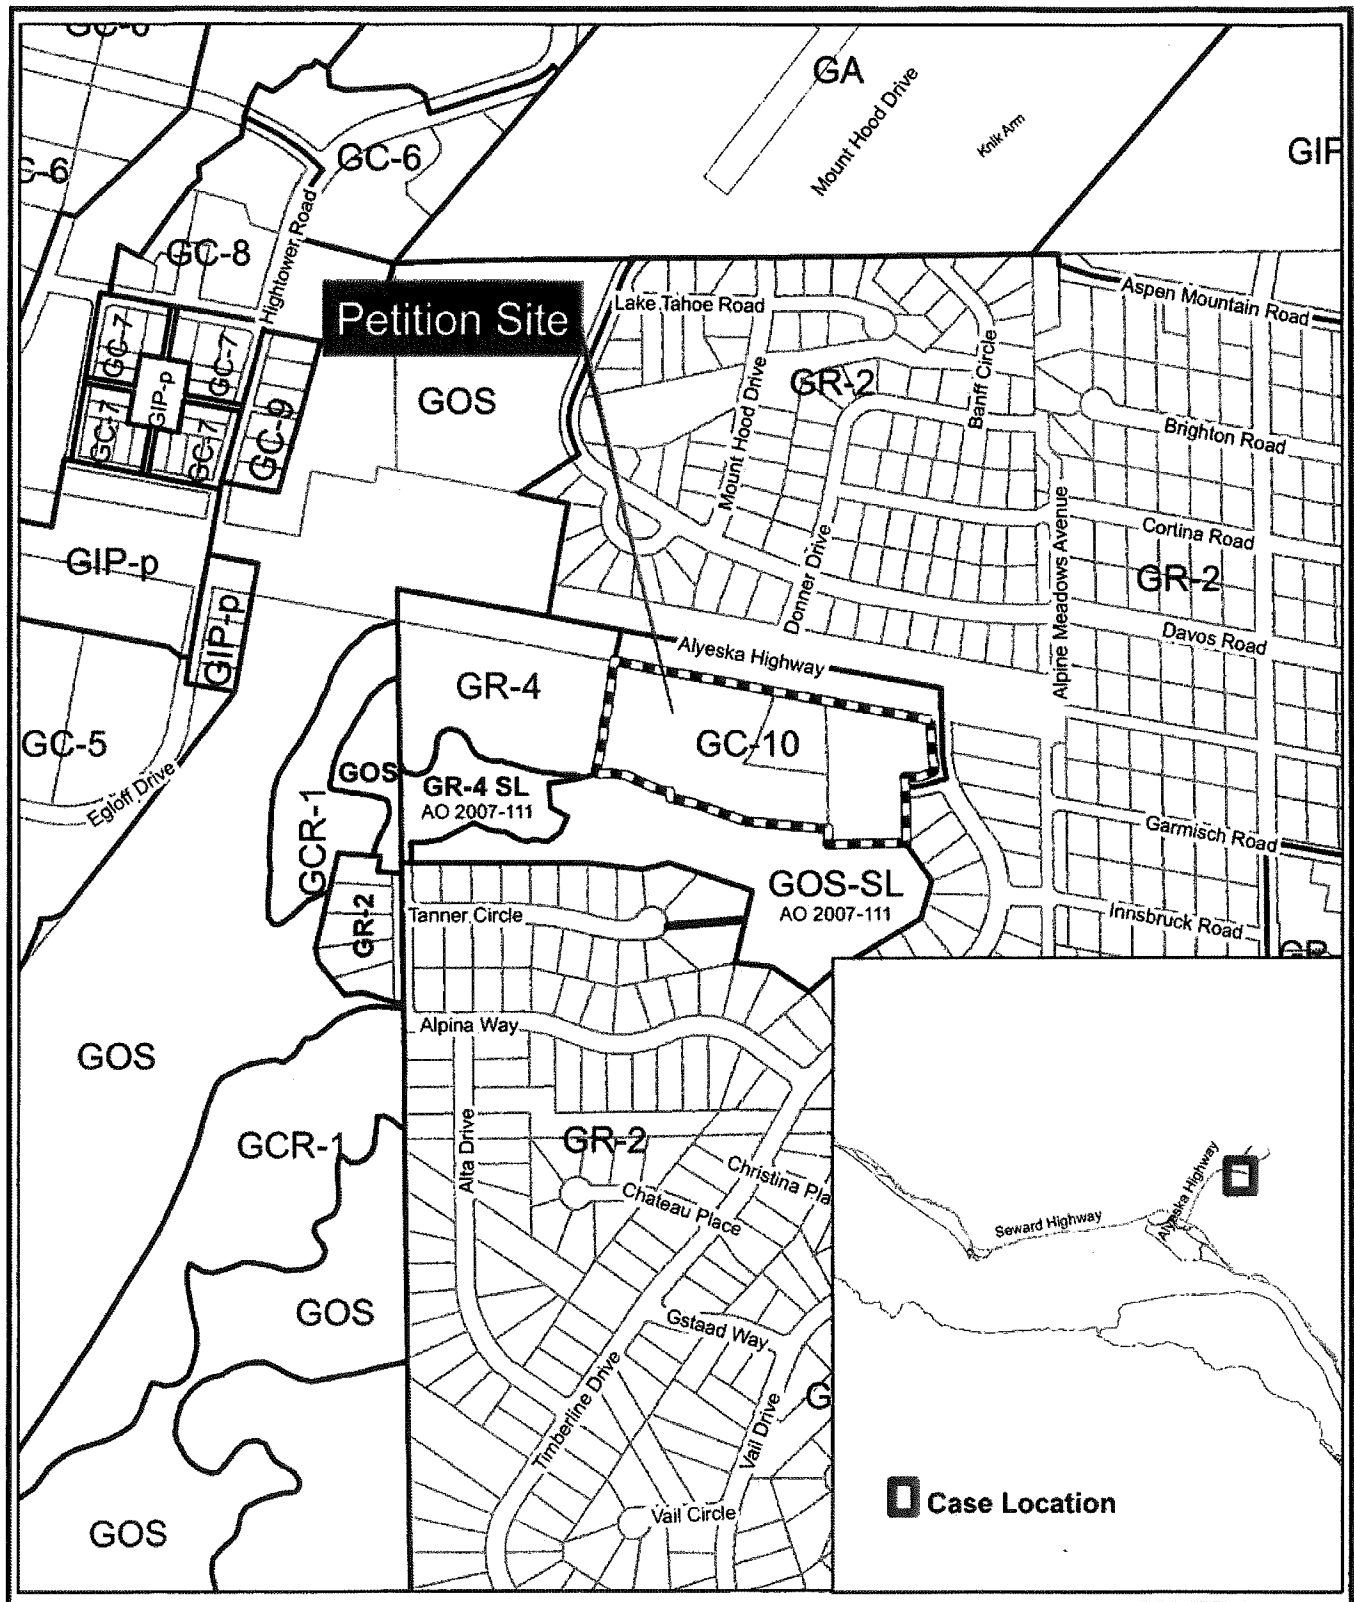 GC-6
GA
Mount Hood Drive
Knik Arm
GIP
GC-6
C-6
GC-8
Hightower Road
Petition Site
Lake Tahoe Road
Aspen Mountain Road
GC-7
GC-7
GIP-p
GC-7
GC-7
GC-9
GOS
Mount Hood Drive
GR-2
Banff Circle
Brighton Road
Donner Drive
Alpine Meadows Avenue
Cortina Road
GR-2
Davos Road
GIP-p
GIP-p
Alyeska Highway
GR-4
GC-10
GC-5
Egloff Drive
GOS
GCR-1
GR-4 SL
AO 2007-111
Garmisch Road
GOS-SL
AO 2007-111
GR-2
Tanner Circle
Innsbruck Road
GR
Alpina Way
GOS
GCR-1
Alta Drive
GR-2
Christina Pla
Chateau Place
GOS
Gstaad Way
Timberline Drive
Vail Drive
G
Vail Circle
GOS
Alyeska Highway
Seward Highway
Case Location